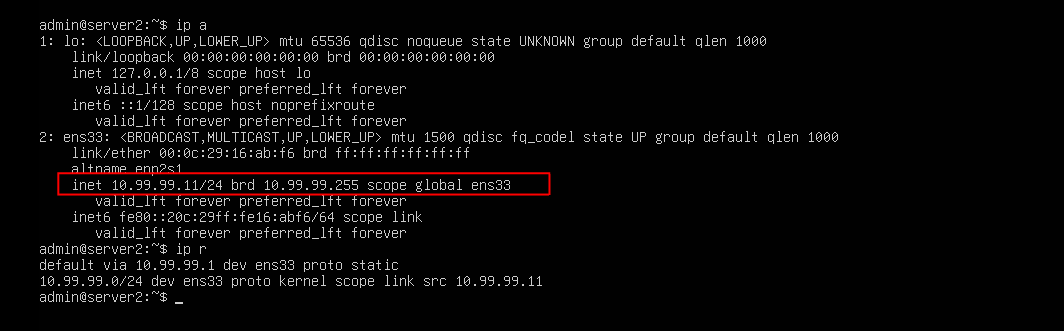 admin@server2:~$ ip a
1: lo: <LOOPBACK,UP,LOWER_UP> mtu 65536 qdisc noqueue state UNKNOWN group default qlen 1000
    link/loopback 00:00:00:00:00:00 brd 00:00:00:00:00:00
    inet 127.0.0.1/8 scope host lo
       valid_lft forever preferred_lft forever
    inet6 ::1/128 scope host noprefixroute
       valid_lft forever preferred_lft forever
2: ens33: <BROADCAST,MULTICAST,UP,LOWER_UP> mtu 1500 qdisc fq_codel state UP group default qlen 1000
    link/ether 00:0c:29:16:ab:f6 brd ff:ff:ff:ff:ff:ff
    altname enp2s1
    inet 10.99.99.11/24 brd 10.99.99.255 scope global ens33
       valid_lft forever preferred_lft forever
    inet6 fe80::20c:29ff:fe16:abf6/64 scope link
       valid_lft forever preferred_lft forever
admin@server2:~$ ip r
default via 10.99.99.1 dev ens33 proto static
10.99.99.0/24 dev ens33 proto kernel scope link src 10.99.99.11
admin@server2:~$ _